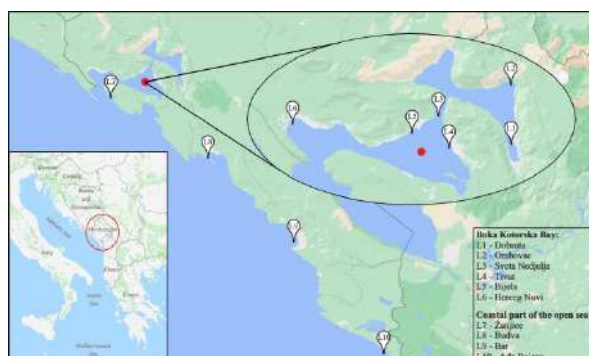 L7
L8
L9
L10
L6
L5
L3
L4
L2
L1
Italy
Greece
Boka Kotorska Bay:
L1 - Dobrota
L2 - Orahovac
L3 - Sveta Nedjelja
L4 - Tivat
L5 - Bijela
L6 - Herceg Novi
Coastal part of the open sea
L7 - Žanjice
L8 - Budva
L9 - Bar
L10 - Ada Bojana